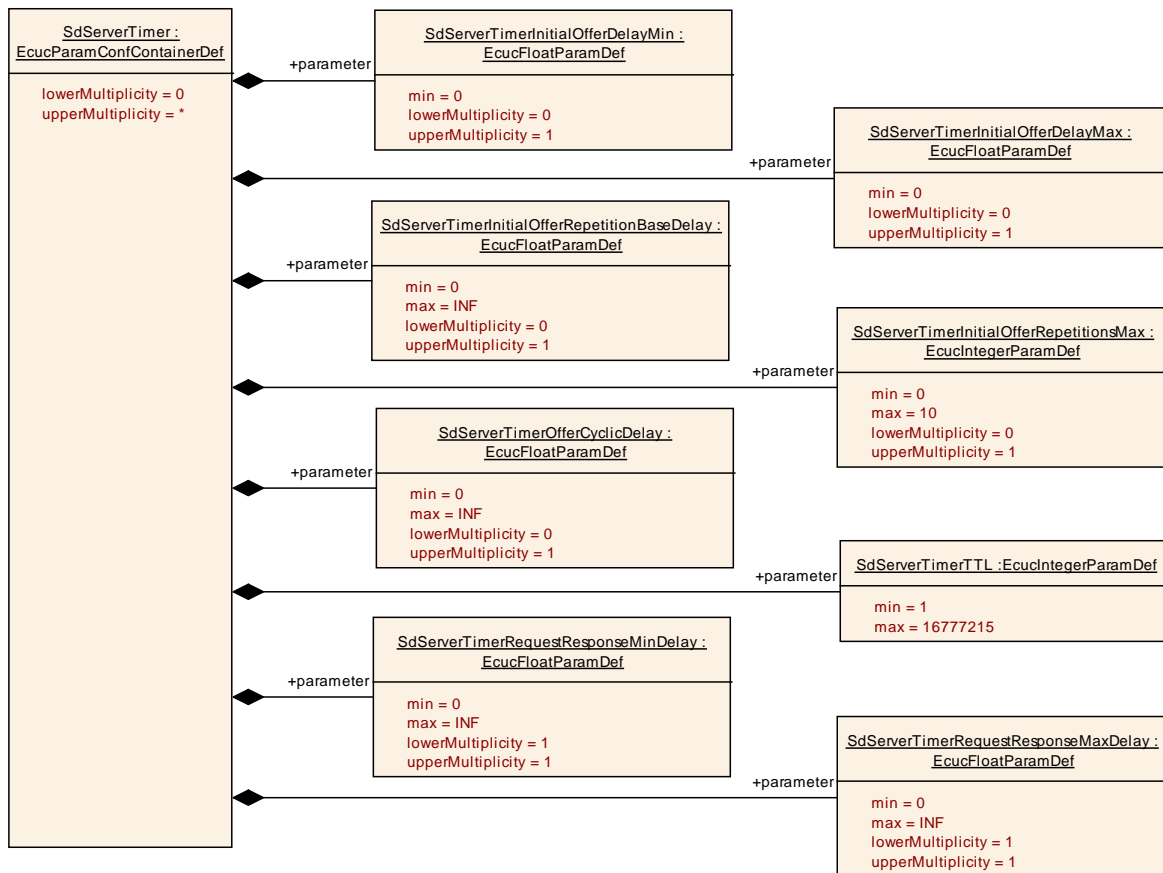 SdServerTimer :
EcucParamConfContainerDef
lowerMultiplicity = 0
upperMultiplicity = *
+parameter
SdServerTimerInitialOfferDelayMin :
EcucFloatParamDef
min = 0
lowerMultiplicity = 0
upperMultiplicity = 1
+parameter
SdServerTimerInitialOfferDelayMax :
EcucFloatParamDef
min = 0
lowerMultiplicity = 0
upperMultiplicity = 1
+parameter
SdServerTimerInitialOfferRepetitionBaseDelay :
EcucFloatParamDef
min = 0
max = INF
lowerMultiplicity = 0
upperMultiplicity = 1
+parameter
SdServerTimerInitialOfferRepetitionsMax :
EcucIntegerParamDef
min = 0
max = 10
lowerMultiplicity = 0
upperMultiplicity = 1
+parameter
SdServerTimerOfferCyclicDelay :
EcucFloatParamDef
min = 0
max = INF
lowerMultiplicity = 0
upperMultiplicity = 1
+parameter
SdServerTimerTTL :EcucIntegerParamDef
min = 1
max = 16777215
+parameter
SdServerTimerRequestResponseMinDelay :
EcucFloatParamDef
min = 0
max = INF
lowerMultiplicity = 1
upperMultiplicity = 1
+parameter
SdServerTimerRequestResponseMaxDelay :
EcucFloatParamDef
min = 0
max = INF
lowerMultiplicity = 1
upperMultiplicity = 1